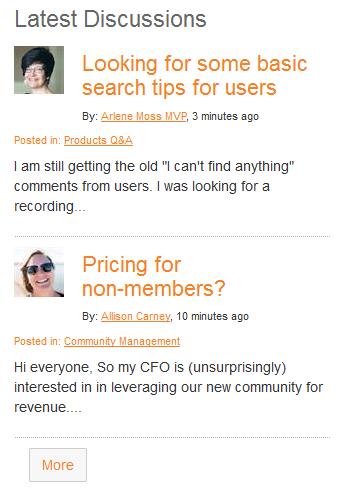 Latest Discussions
Looking for some basic
search tips for users
By: Arlene Moss MVP, 3 minutes ago
Posted in: Products Q&A
I am still getting the old "I can't find anything"
comments from users. I was looking for a
recording...
Pricing for
non-members?
By: Allison Carney, 10 minutes ago
Posted in: Community Management
Hi everyone, So my CFO is (unsurprisingly)
interested in in leveraging our new community for
revenue....
More